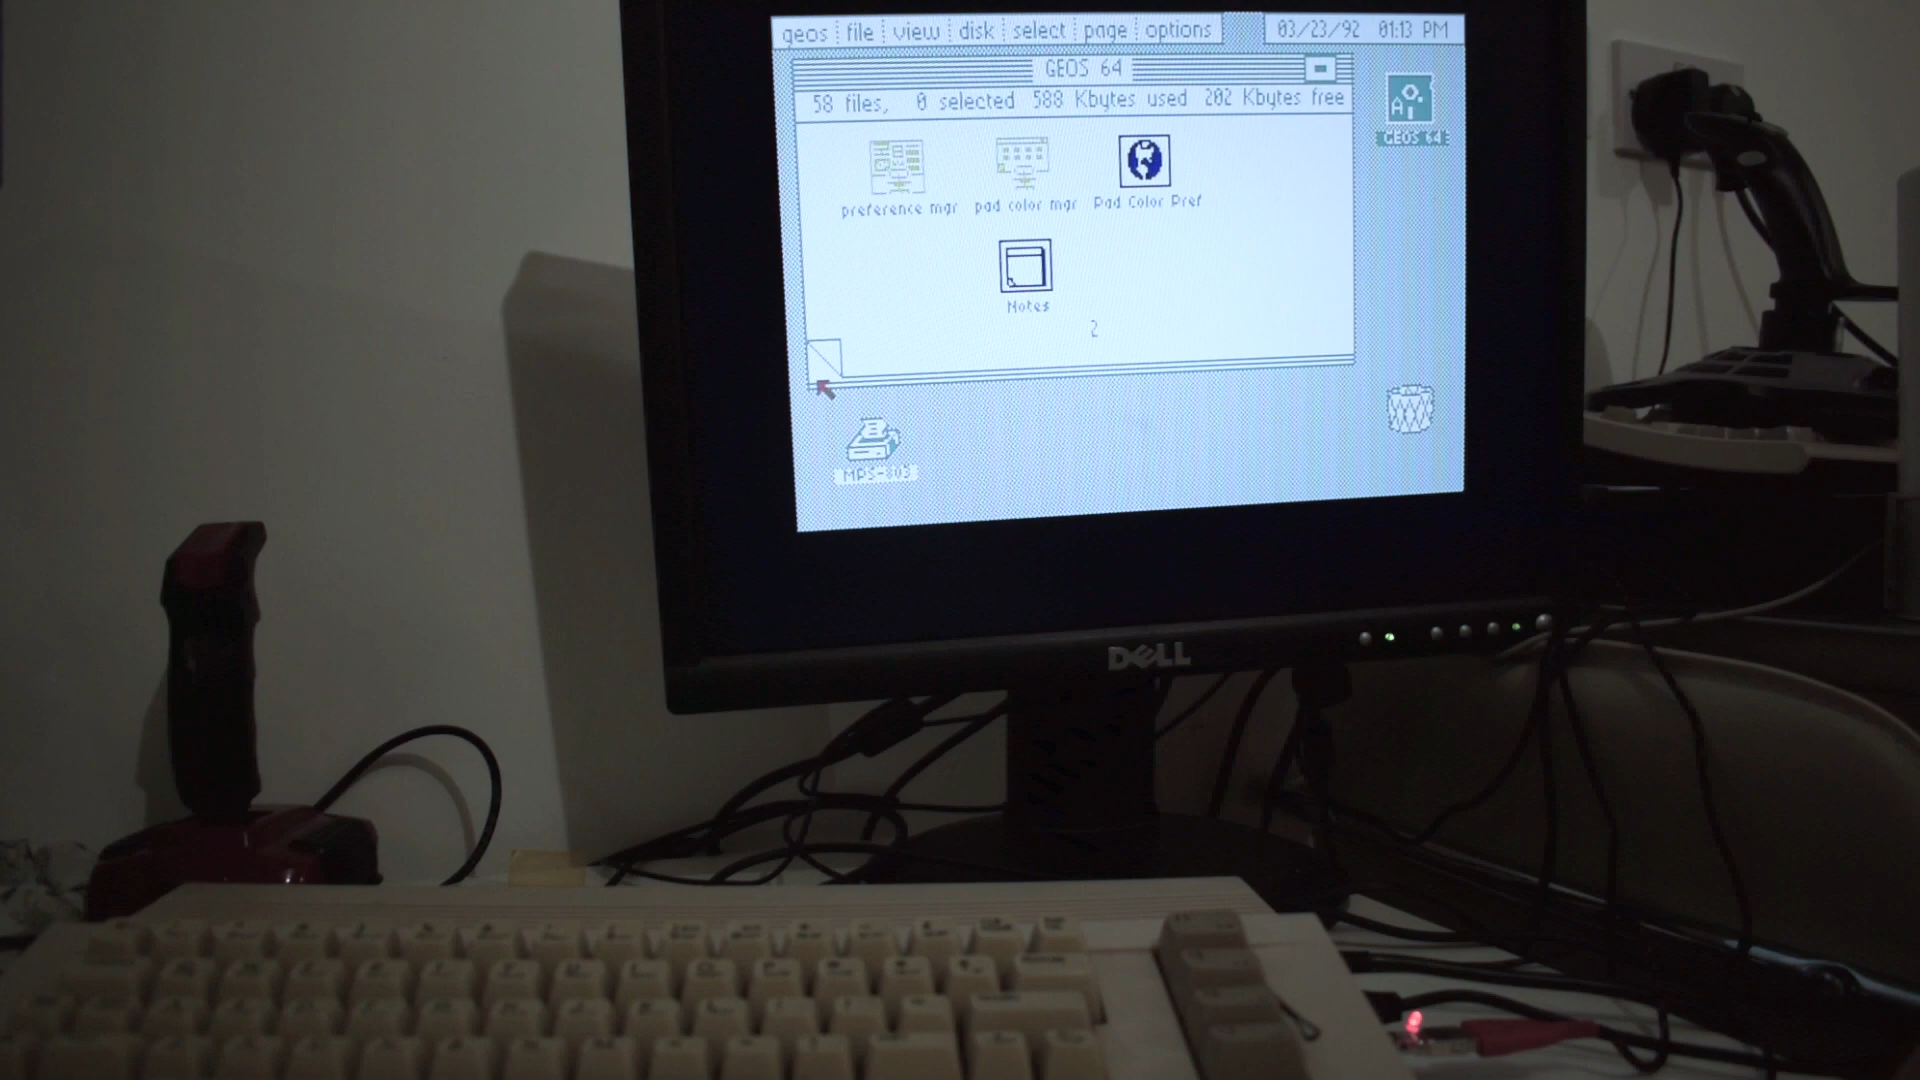 geos file view disk select page options 03/23/92 01:13 PM
GEOS 64
58 files, 0 selected 588 Kbytes used 202 Kbytes free
GEOS 64
preference mgr pad color mgr Pad Color Pref
Notes
2
MPS-803
DELL